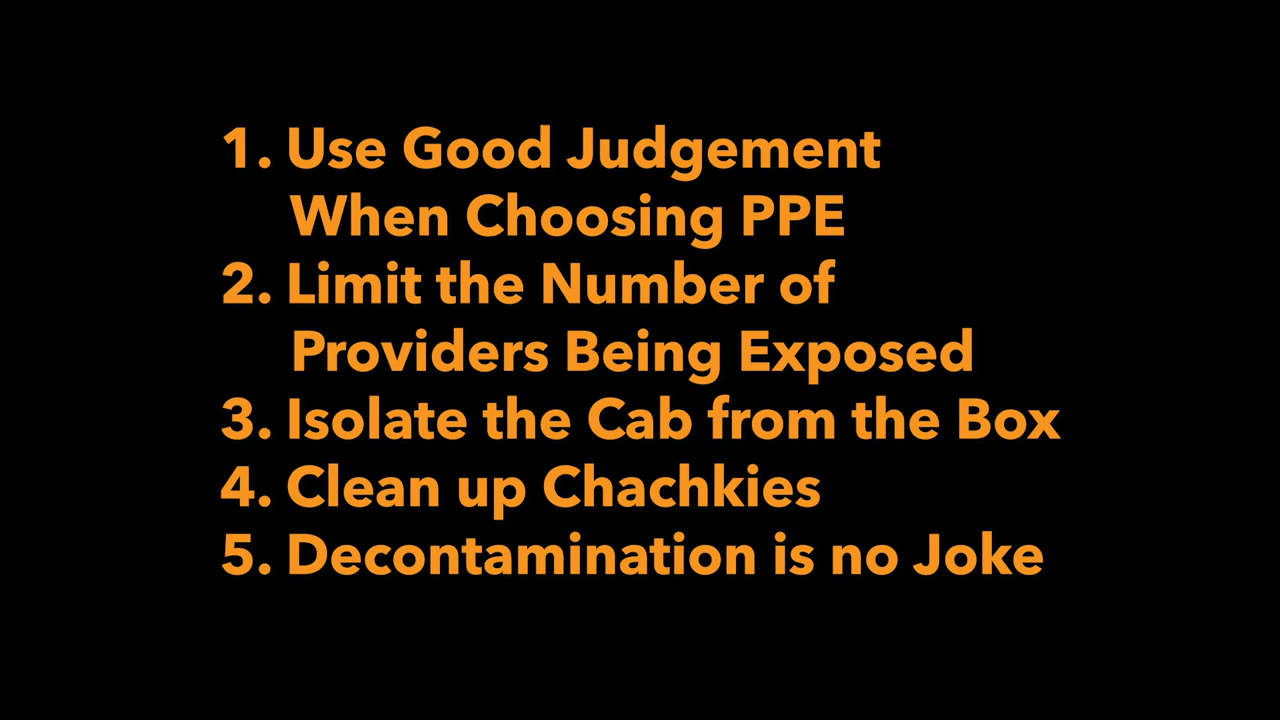 1. Use Good Judgement
When Choosing PPE
2. Limit the Number of
Providers Being Exposed
3. Isolate the Cab from the Box
4. Clean up Chachkies
5. Decontamination is no Joke